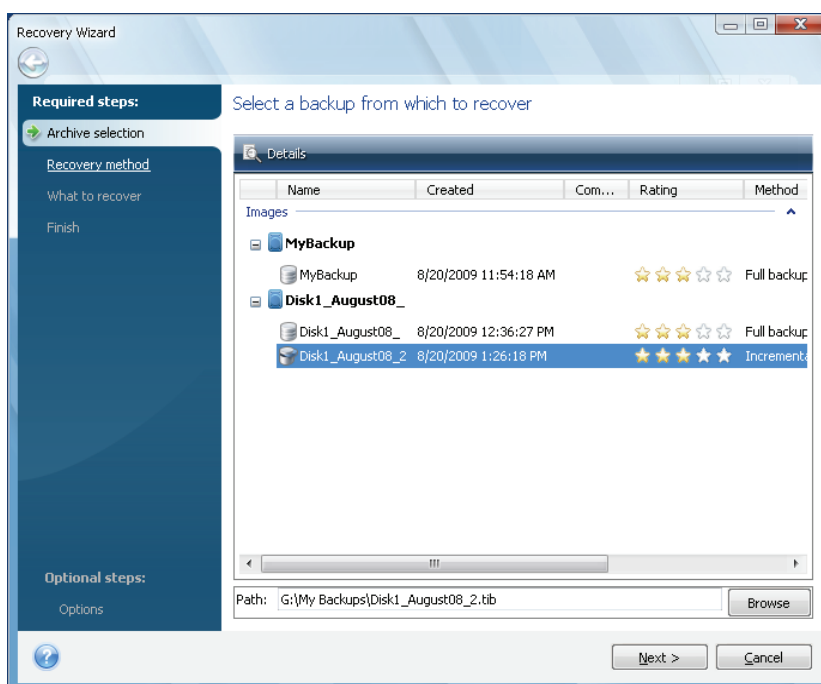 Recovery Wizard
Required steps:
Archive selection
Recovery method
What to recover
Finish
Optional steps:
Options
Select a backup from which to recover
Details
Name Created Com... Rating Method
Images
MyBackup
MyBackup 8/20/2009 11:54:18 AM Full backup
Disk1_August08_
Disk1_August08_ 8/20/2009 12:36:27 PM Full backup
Disk1_August08_2 8/20/2009 1:26:18 PM Incrementa
Path: G:\My Backups\Disk1_August08_2.tib Browse
Next > Cancel